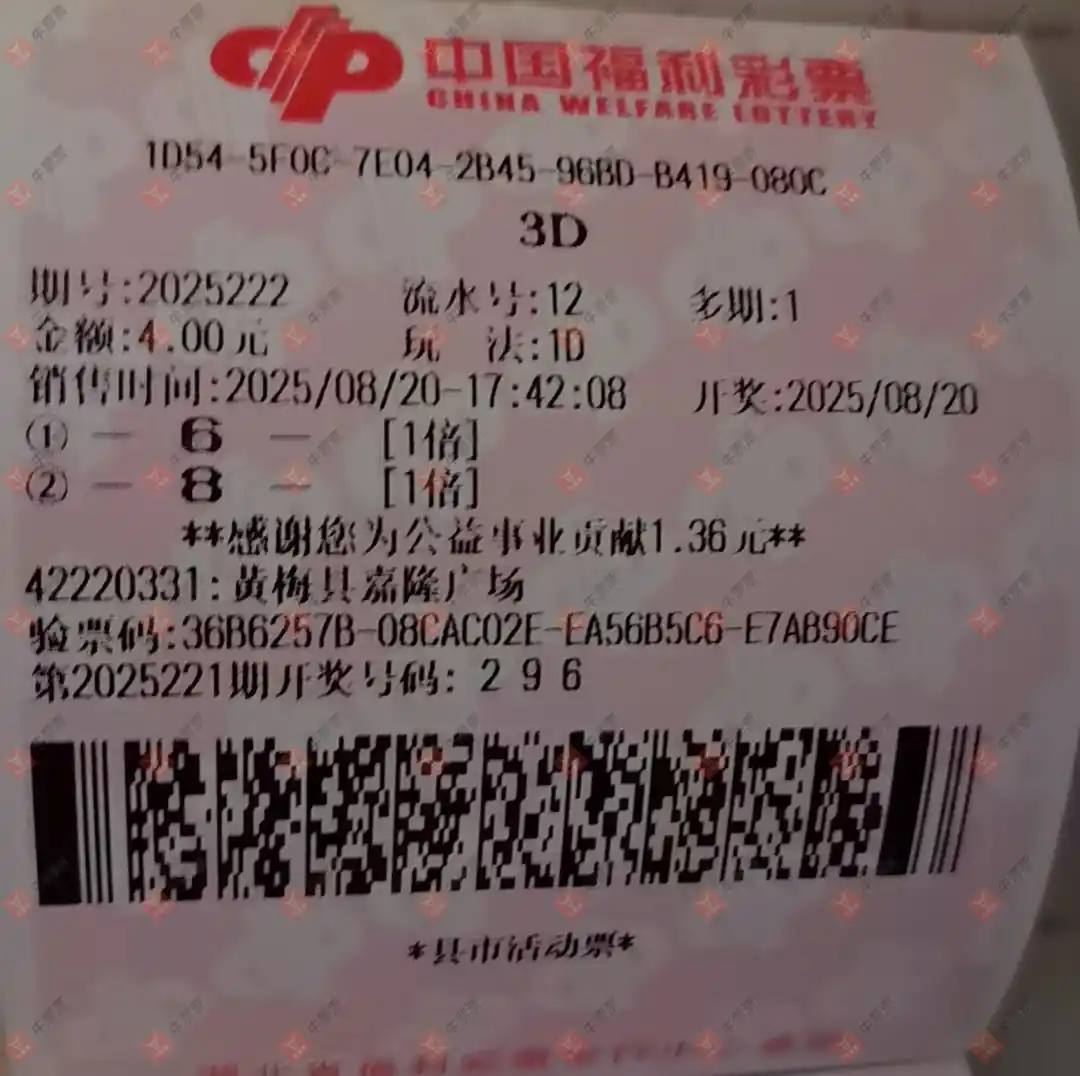 中国福利彩票
CHINA WELFARE LOTTERY
1D54-5F0C-7E04-2B45-96BD-B419-080C
3D
期号:2025222 流水号:12 多期:1
金额:4.00元 玩 法:1D
销售时间:2025/08/20-17:42:08 开奖:2025/08/20
① — 6 — [1倍]
② — 8 — [1倍]
**感谢您为公益事业贡献1.36元**
42220331:黄梅县嘉隆广场
验票码:36B6257B-08CAC02E-EA56B5C6-E7AB90CE
第2025221期开奖号码: 2 9 6
*县市活动票*